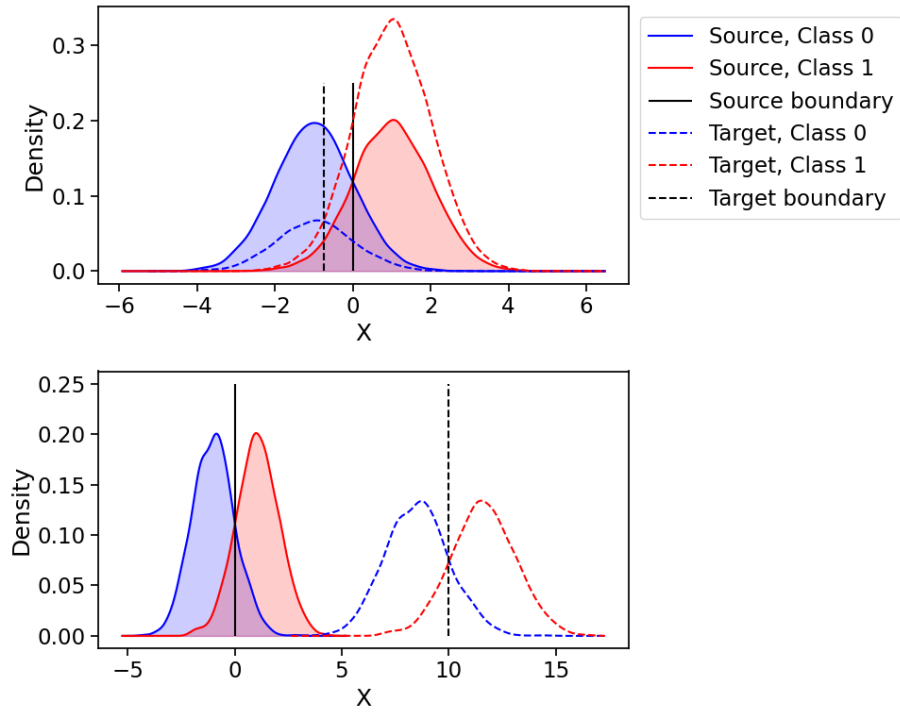 Density
0.3
0.2
0.1
0.0
−6 −4 −2 0 2 4 6
X
Source, Class 0
Source, Class 1
Source boundary
Target, Class 0
Target, Class 1
Target boundary
Density
0.25
0.20
0.15
0.10
0.05
0.00
−5 0 5 10 15
X